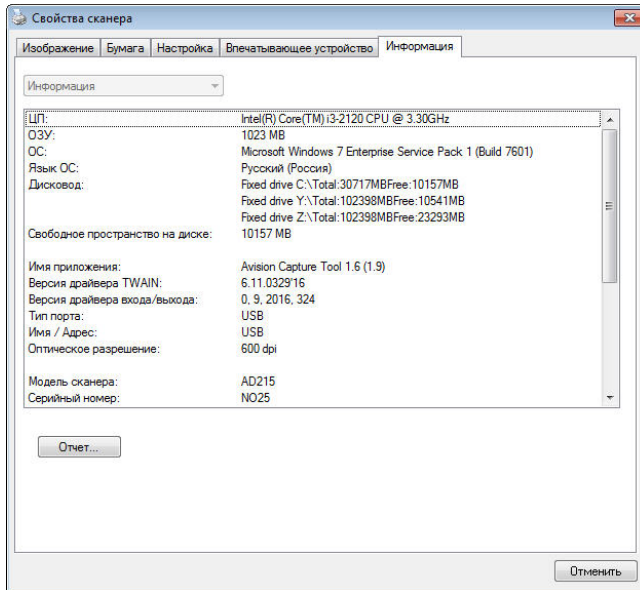 Свойства сканера
Изображение Бумага Настройка Впечатывающее устройство Информация
Информация
ЦП: Intel(R) Core(TM) i3-2120 CPU @ 3.30GHz
ОЗУ: 1023 MB
ОС: Microsoft Windows 7 Enterprise Service Pack 1 (Build 7601)
Язык ОС: Русский (Россия)
Дисковод: Fixed drive C:\Total:30717MBFree:10157MB
Fixed drive Y:\Total:102398MBFree:10541MB
Fixed drive Z:\Total:102398MBFree:23293MB
Свободное пространство на диске: 10157 MB
Имя приложения: Avision Capture Tool 1.6 (1.9)
Версия драйвера TWAIN: 6.11.0329'16
Версия драйвера входа/выхода: 0, 9, 2016, 324
Тип порта: USB
Имя / Адрес: USB
Оптическое разрешение: 600 dpi
Модель сканера: AD215
Серийный номер: NO25
Отчет...
Отменить